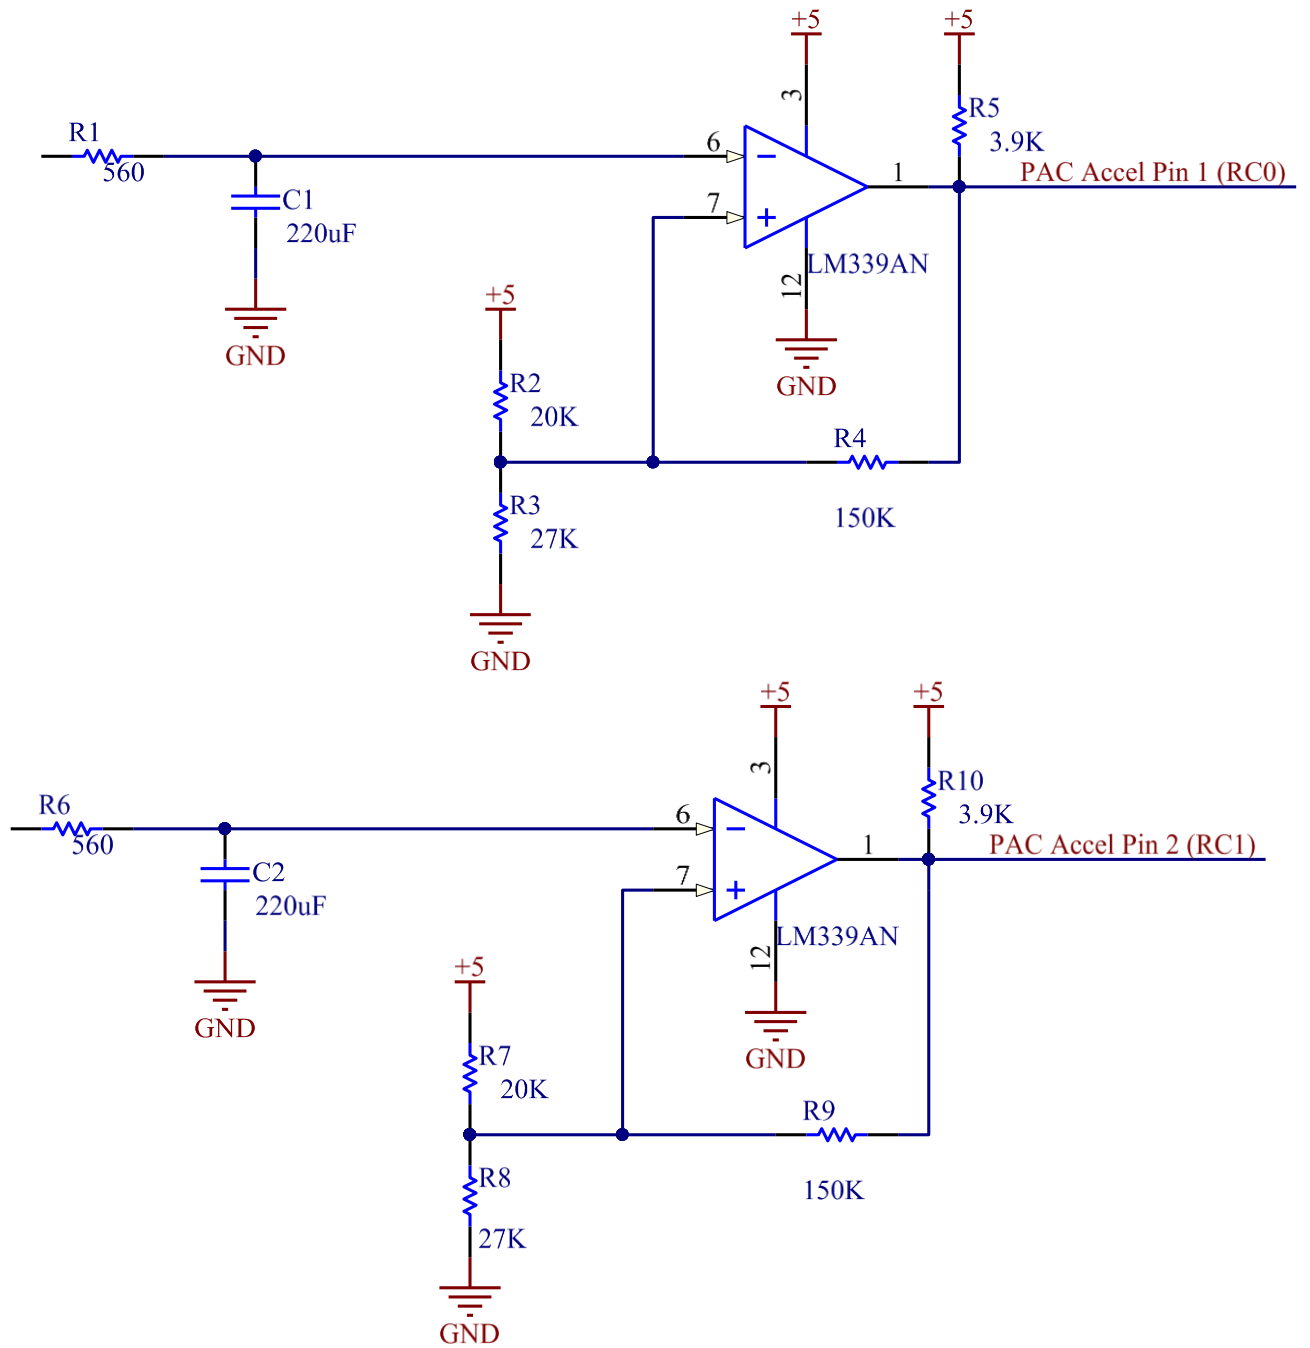 +5
+5
3
R5
3.9K
R1
560
6
1
PAC Accel Pin 1 (RC0)
C1
220uF
7
LM339AN
12
GND
+5
GND
R2
20K
R4
R3
27K
150K
GND
+5
+5
3
R10
3.9K
R6
560
6
1
PAC Accel Pin 2 (RC1)
C2
220uF
7
LM339AN
12
GND
+5
GND
R7
20K
R9
R8
27K
150K
GND